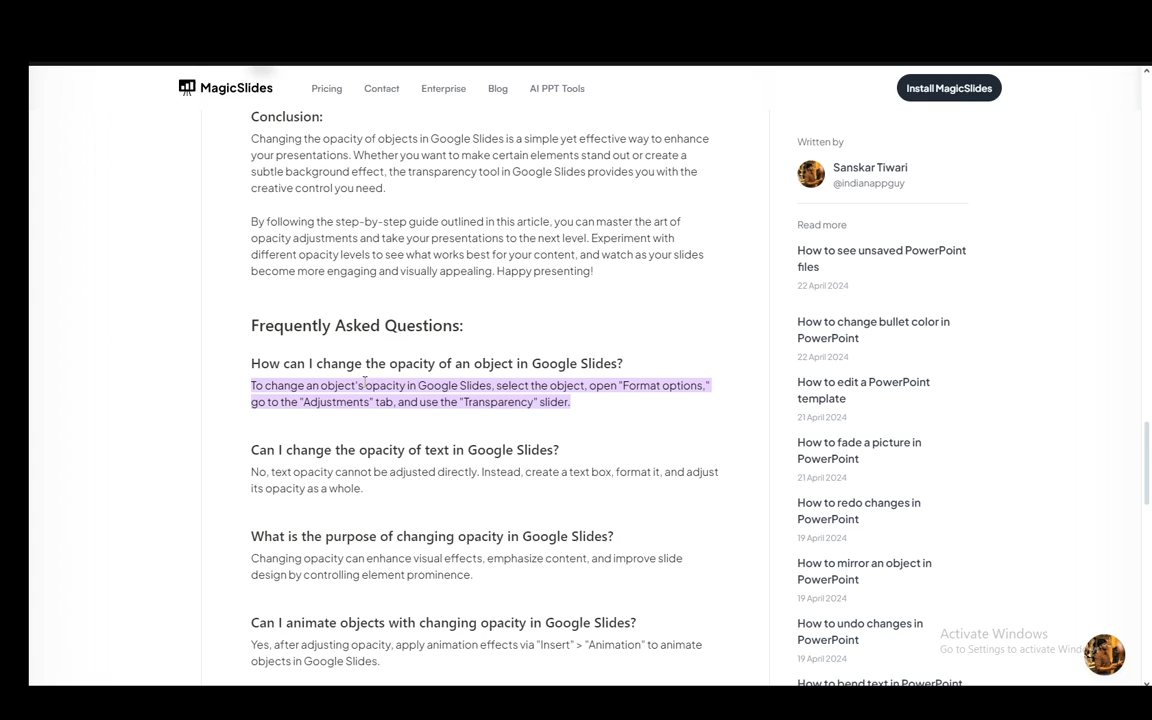 MagicSlides
Pricing
Contact
Enterprise
Blog
AI PPT Tools
Install MagicSlides
Conclusion:
Changing the opacity of objects in Google Slides is a simple yet effective way to enhance
your presentations. Whether you want to make certain elements stand out or create a
subtle background effect, the transparency tool in Google Slides provides you with the
creative control you need.
By following the step-by-step guide outlined in this article, you can master the art of
opacity adjustments and take your presentations to the next level. Experiment with
different opacity levels to see what works best for your content, and watch as your slides
become more engaging and visually appealing. Happy presenting!
Frequently Asked Questions:
How can I change the opacity of an object in Google Slides?
To change an object's opacity in Google Slides, select the object, open "Format options,"
go to the "Adjustments" tab, and use the "Transparency" slider.
Can I change the opacity of text in Google Slides?
No, text opacity cannot be adjusted directly. Instead, create a text box, format it, and adjust
its opacity as a whole.
What is the purpose of changing opacity in Google Slides?
Changing opacity can enhance visual effects, emphasize content, and improve slide
design by controlling element prominence.
Can I animate objects with changing opacity in Google Slides?
Yes, after adjusting opacity, apply animation effects via "Insert" > "Animation" to animate
objects in Google Slides.
Written by
Sanskar Tiwari
@indianappguy
Read more
How to see unsaved PowerPoint
files
22 April 2024
How to change bullet color in
PowerPoint
22 April 2024
How to edit a PowerPoint
template
21 April 2024
How to fade a picture in
PowerPoint
21 April 2024
How to redo changes in
PowerPoint
19 April 2024
How to mirror an object in
PowerPoint
19 April 2024
How to undo changes in
PowerPoint
19 April 2024
How to bend text in PowerPoint
Activate Windows
Go to Settings to activate Wind